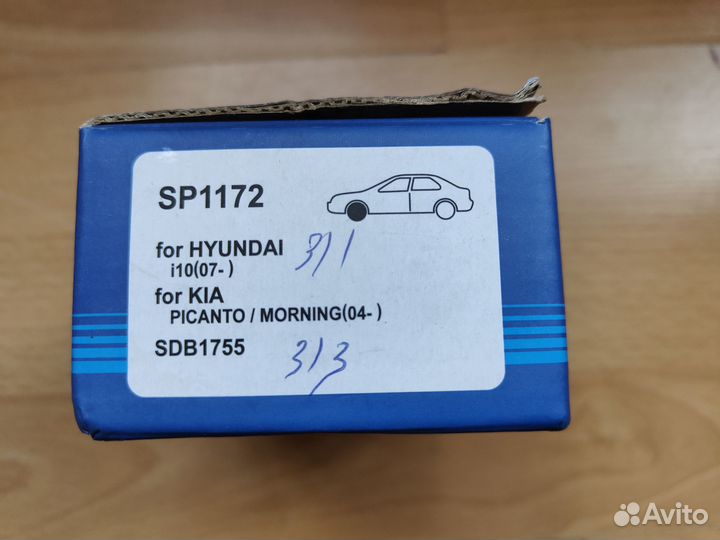 SP1172
for HYUNDAI 311
i10(07- )
for KIA
PICANTO / MORNING(04- )
SDB1755 313
Avito